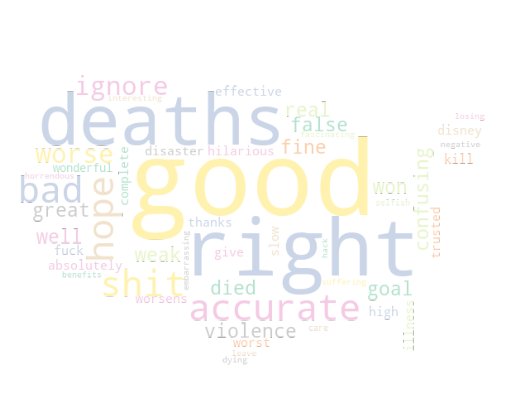 ignore
effective
interesting
deaths
real
losing
false
disney
fascinating
worse
disaster
hilarious
fine
negative
kill
wonderful
complete
good
horrendous
bad
hope
won
confusing
great
selfish
trusted
thanks
right
well
fuck
weak
embarrassing
give
slow
hack
absolutely
benefits
shit
died
suffering
goal
worsens
accurate
high
violence
care
illness
worst
leave
dying